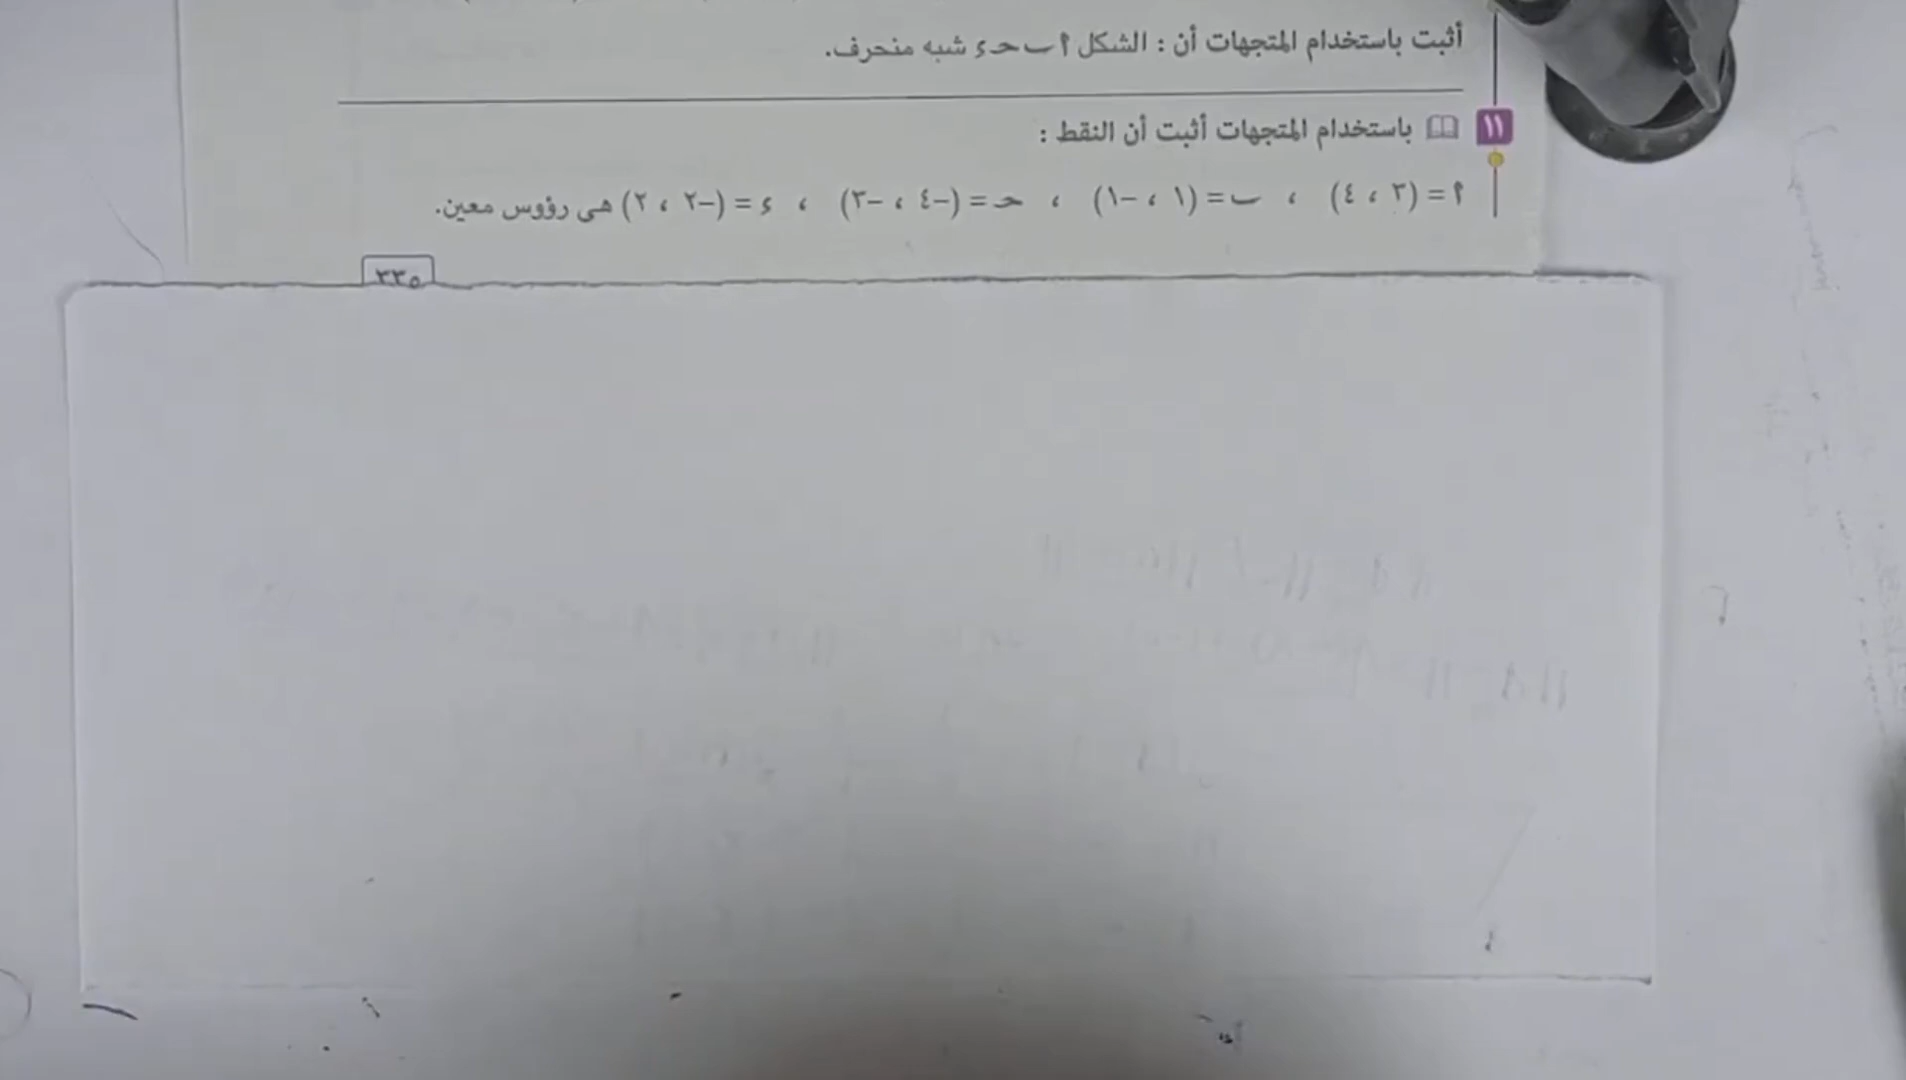 أثبت باستخدام المتجهات أن : الشكل ا ب حـ ء شبه منحرف.
١١ باستخدام المتجهات أثبت أن النقط :
ا = (٣ ، ٤) ، ب = (١ ، -١) ، حـ = (-٤ ، -٣) ، ء = (-٢ ، ٢) هى رؤوس معين.
٣٣٥